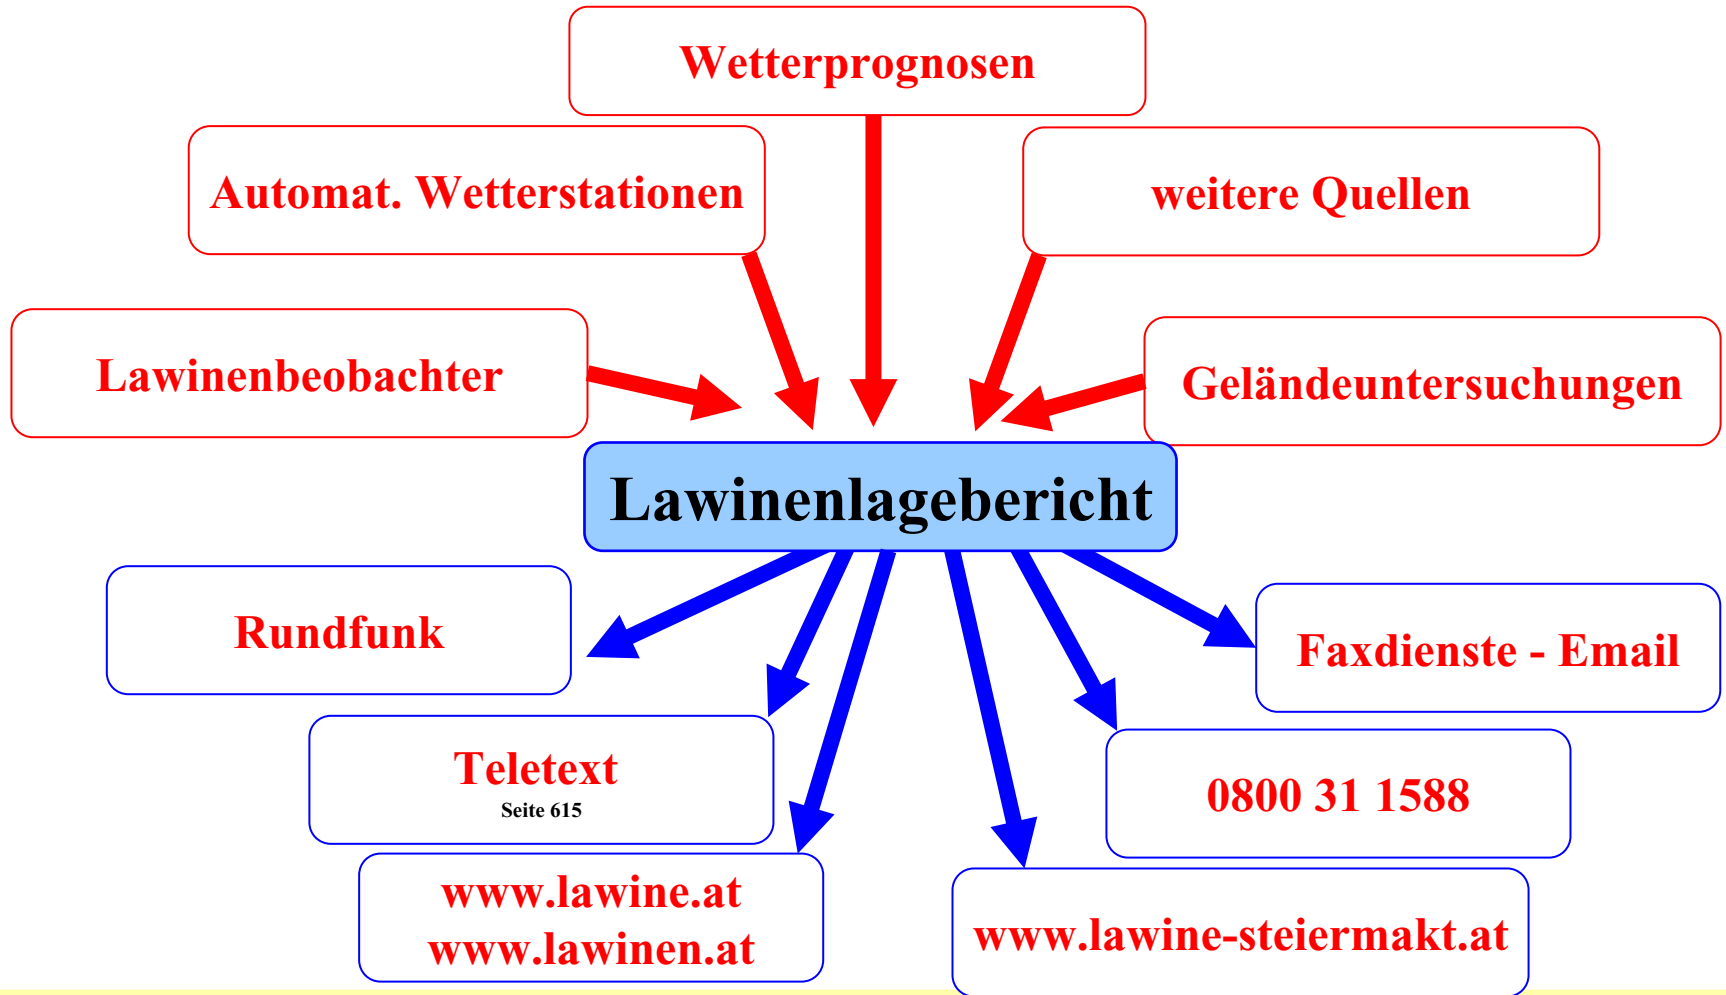 Wetterprognosen
Automat. Wetterstationen
weitere Quellen
Lawinenbeobachter
Geländeuntersuchungen
Lawinenlagebericht
Rundfunk
Faxdienste - Email
Teletext
Seite 615
0800 31 1588
www.lawine.at
www.lawinen.at
www.lawine-steiermakt.at